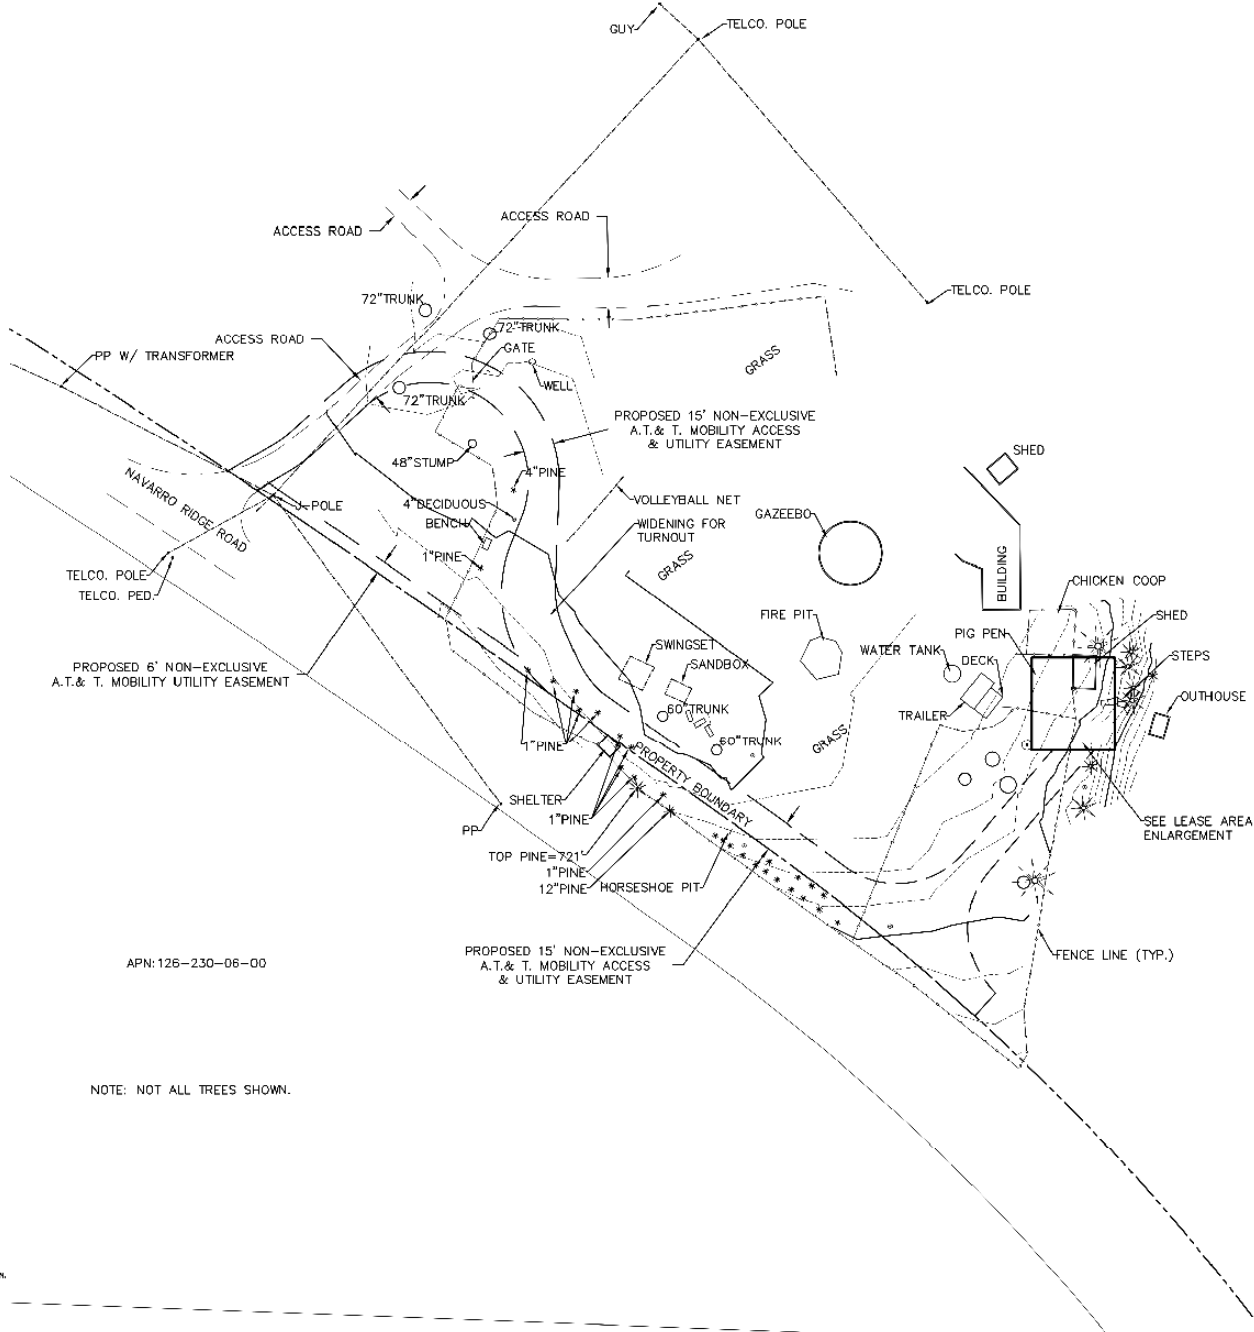 GUY
TELCO. POLE
ACCESS ROAD
ACCESS ROAD
TELCO. POLE
72"TRUNK
72"TRUNK
ACCESS ROAD
GATE
PP W/ TRANSFORMER
GRASS
WELL
72"TRUNK
PROPOSED 15' NON-EXCLUSIVE
A.T.& T. MOBILITY ACCESS
& UTILITY EASEMENT
SHED
48"STUMP
4"PINE
NAVARRO RIDGE ROAD
J-POLE
4"DECIDUOUS
VOLLEYBALL NET
GAZEEBO
BENCH
WIDENING FOR
TURNOUT
1"PINE
GRASS
BUILDING
TELCO. POLE
TELCO. PED.
CHICKEN COOP
FIRE PIT
SHED
PIG PEN
SWINGSET
WATER TANK
STEPS
DECK
SANDBOX
PROPOSED 6' NON-EXCLUSIVE
A.T.& T. MOBILITY UTILITY EASEMENT
OUTHOUSE
60"TRUNK
TRAILER
60"TRUNK
GRASS
1"PINE
PROPERTY BOUNDARY
SHELTER
1"PINE
PP
SEE LEASE AREA
ENLARGEMENT
TOP PINE=721'
1"PINE
12"PINE
HORSESHOE PIT
PROPOSED 15' NON-EXCLUSIVE
A.T.& T. MOBILITY ACCESS
& UTILITY EASEMENT
FENCE LINE (TYP.)
APN:126-230-06-00
NOTE: NOT ALL TREES SHOWN.